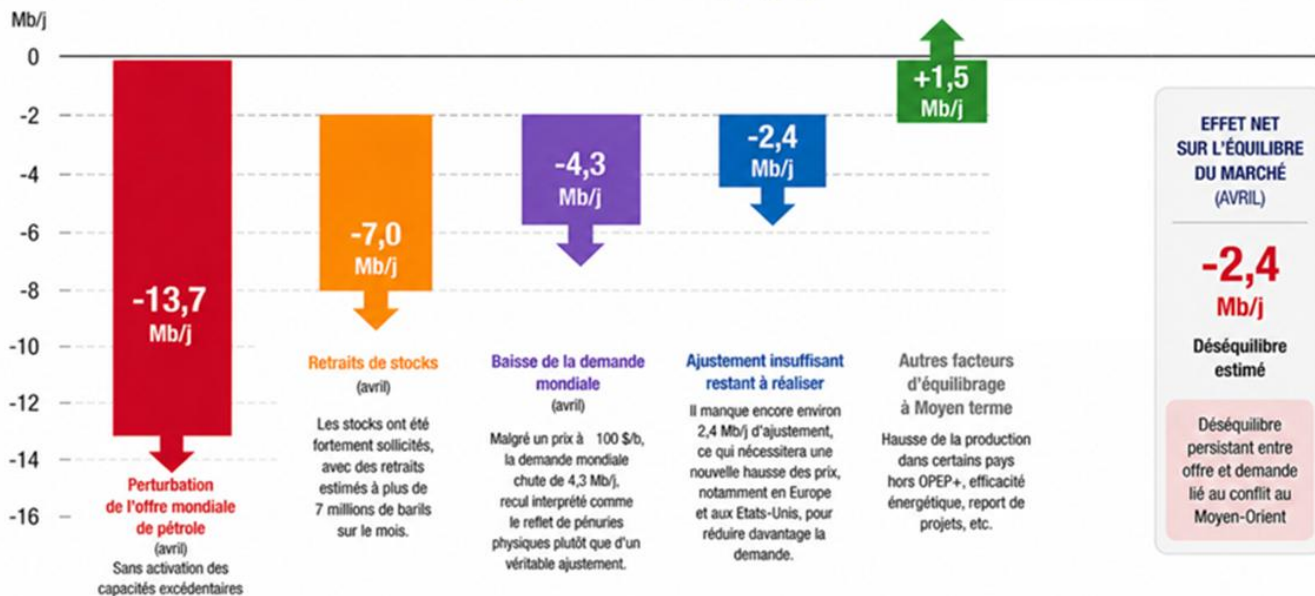 Mb/j
0
-2
-4
-6
-8
-10
-12
-14
-16
-13,7
Mb/j
Perturbation
de l'offre mondiale
de pétrole
(avril)
Sans activation des
capacités excédentaires
-7,0
Mb/j
Retraits de stocks
(avril)
Les stocks ont été
fortement sollicités,
avec des retraits
estimés à plus de
7 millions de barils
sur le mois.
-4,3
Mb/j
Baisse de la demande
mondiale
(avril)
Malgré un prix à 100 $/b,
la demande mondiale
chute de 4,3 Mb/j,
recul interprété comme
le reflet de pénuries
physiques plutôt que d'un
véritable ajustement.
-2,4
Mb/j
Ajustement insuffisant
restant à réaliser
Il manque encore environ
2,4 Mb/j d'ajustement,
ce qui nécessitera une
nouvelle hausse des prix,
notamment en Europe
et aux Etats-Unis, pour
réduire davantage la
demande.
+1,5
Mb/j
Autres facteurs
d'équilibrage
à Moyen terme
Hausse de la production
dans certains pays
hors OPEP+, efficacité
énergétique, report de
projets, etc.
EFFET NET
SUR L'ÉQUILIBRE
DU MARCHÉ
(AVRIL)
-2,4
Mb/j
Déséquilibre
estimé
Déséquilibre
persistant entre
offre et demande
lié au conflit au
Moyen-Orient